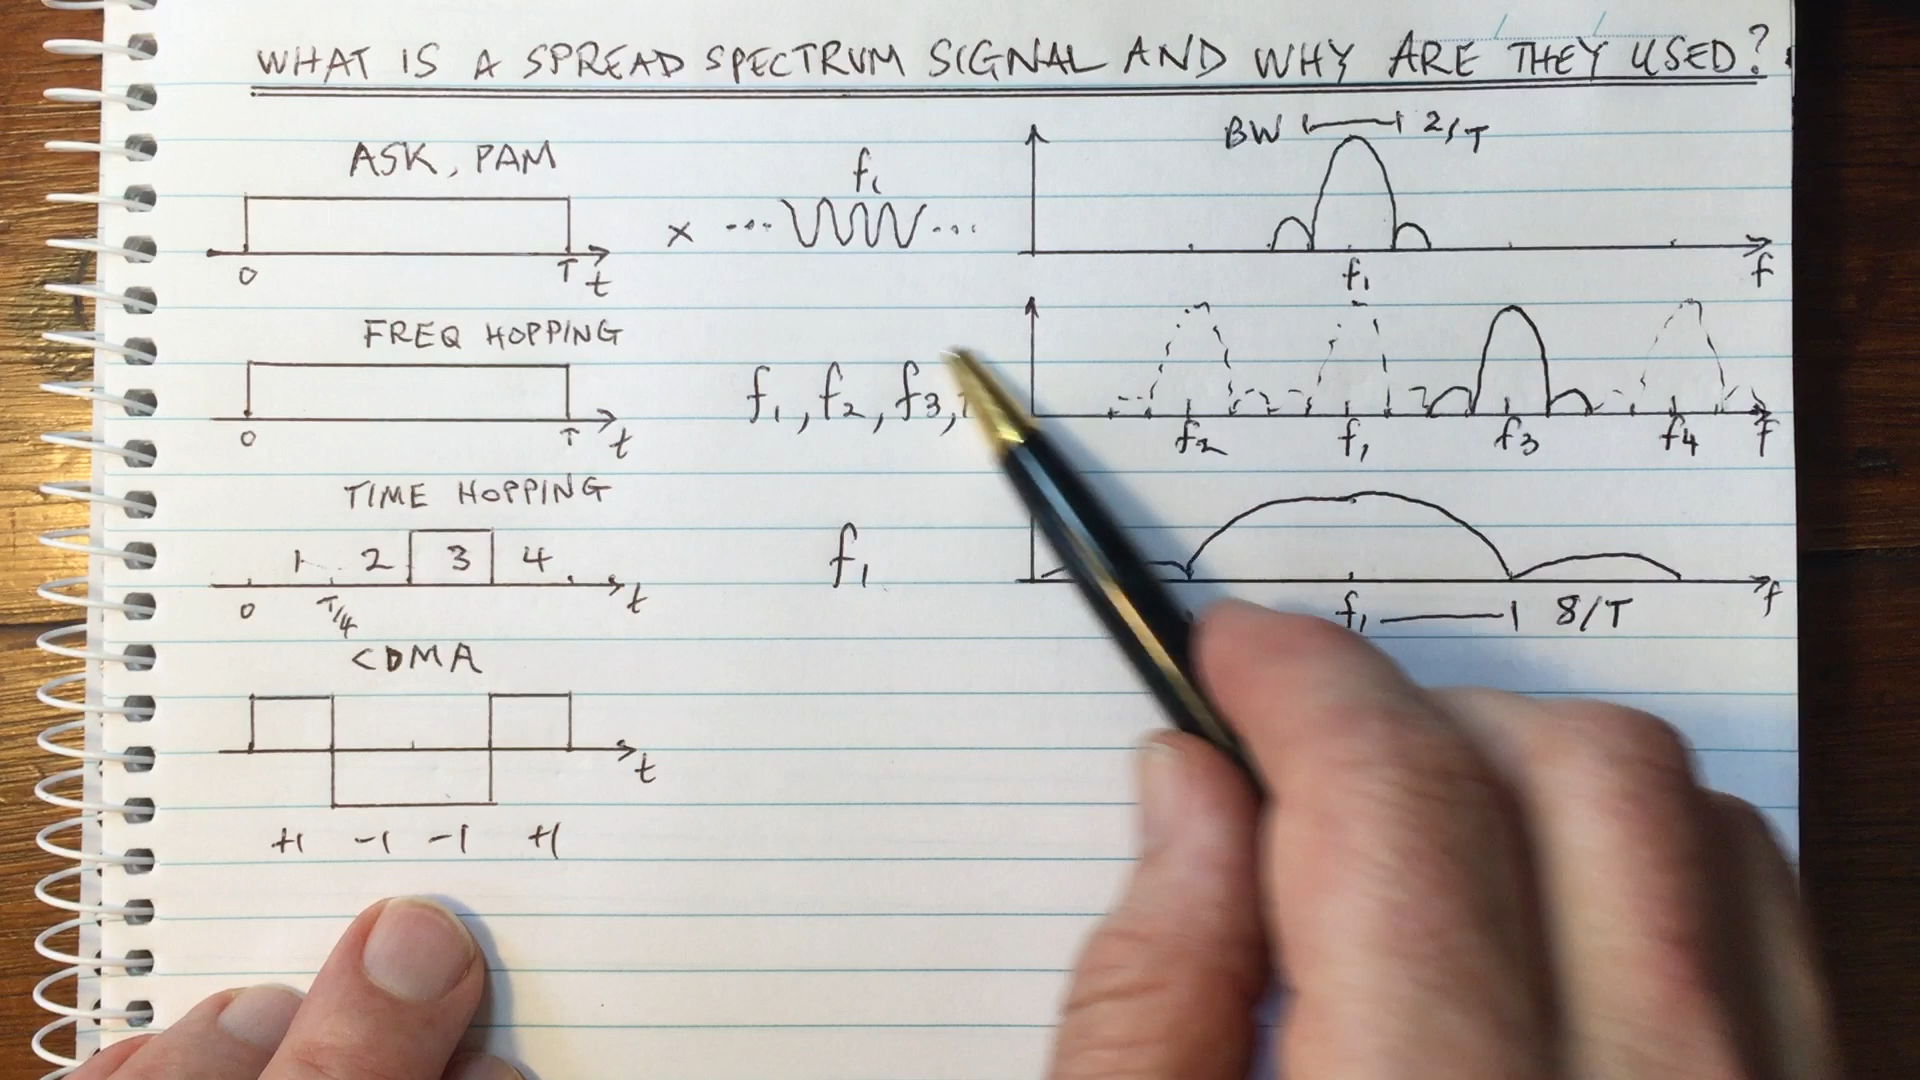 WHAT IS A SPREAD SPECTRUM SIGNAL AND WHY ARE THEY USED?
BW 2/T
ASK, PAM
f1
x ... ...
0 T t
f1 f
FREQ HOPPING
f1, f2, f3,
0 T t
f2 f1 f3 f4 f
TIME HOPPING
1 2 3 4
f1
0 T/4 t
f
f1 8/T
CDMA
t
+1 -1 -1 +1